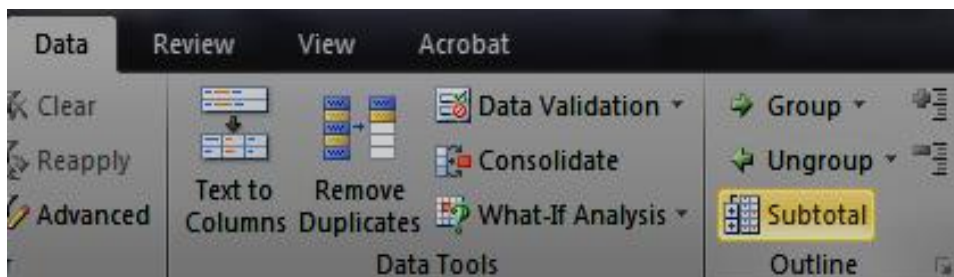 Data Review View Acrobat
Clear
Reapply
Advanced
Text to
Columns
Remove
Duplicates
Data Validation
Consolidate
What-If Analysis
Data Tools
Group
Ungroup
Subtotal
Outline